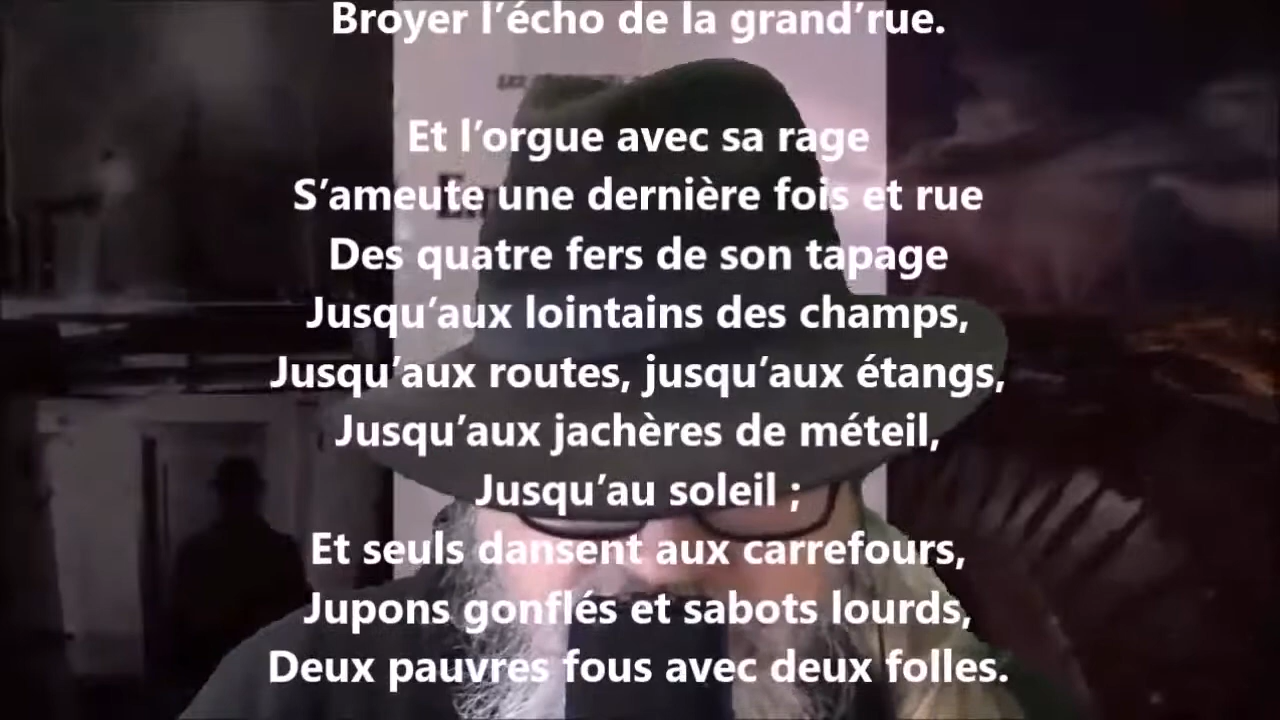 Broyer l’écho de la grand’rue.
Et l’orgue avec sa rage
S’ameute une dernière fois et rue
Des quatre fers de son tapage
Jusqu’aux lointains des champs,
Jusqu’aux routes, jusqu’aux étangs,
Jusqu’aux jachères de méteil,
Jusqu’au soleil ;
Et seuls dansent aux carrefours,
Jupons gonflés et sabots lourds,
Deux pauvres fous avec deux folles.